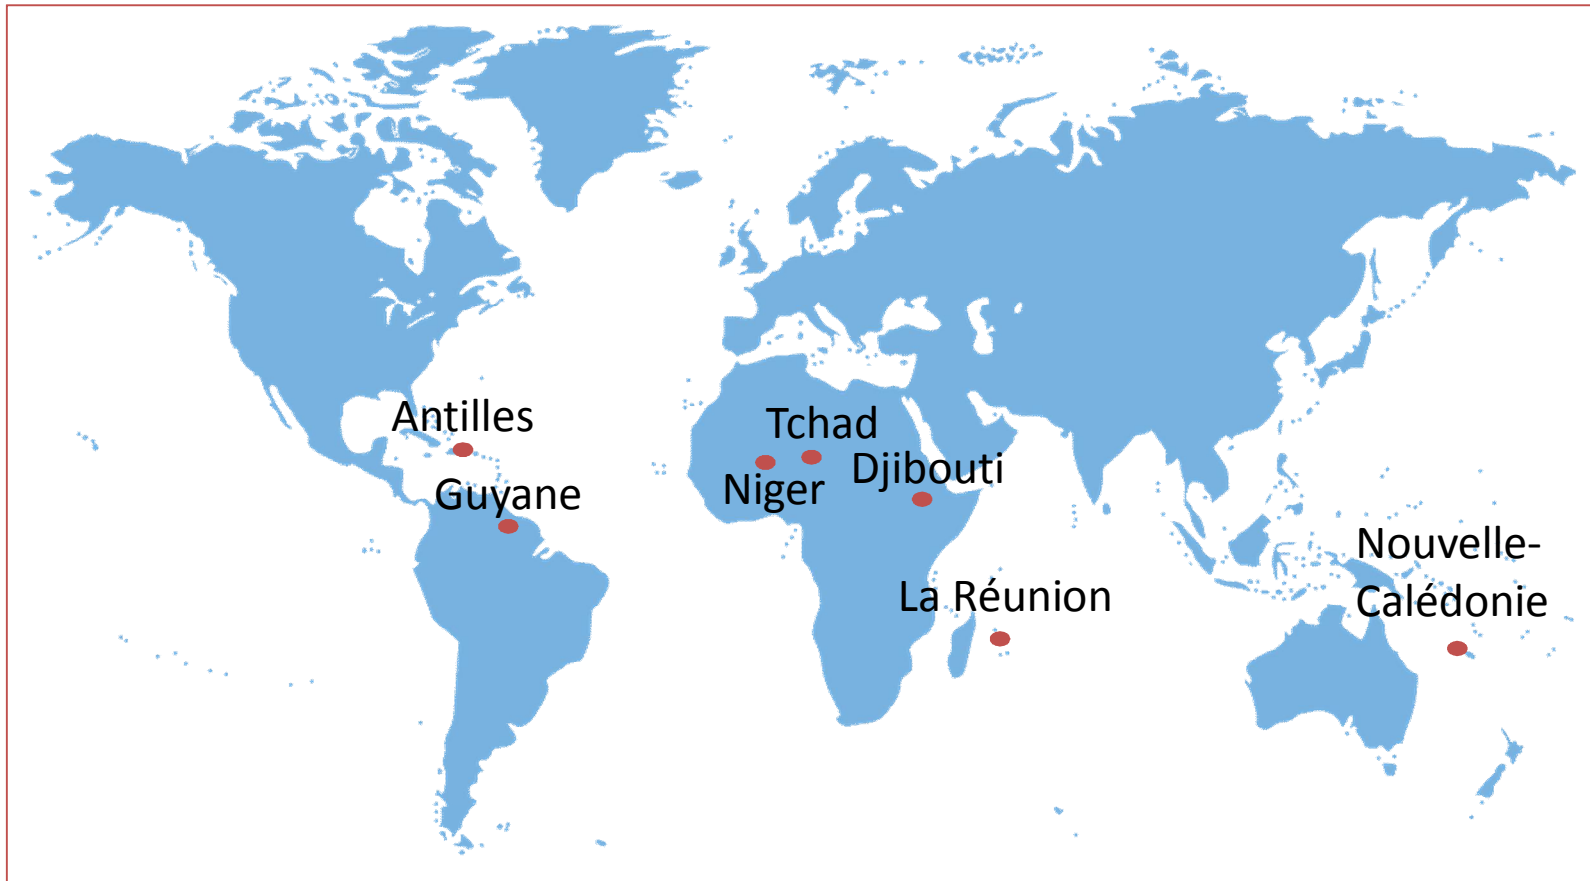 Antilles
Tchad
Djibouti
Niger
Guyane
Nouvelle-
Calédonie
La Réunion